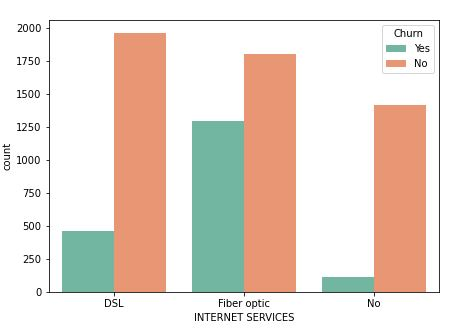 2000
1750
1500
1250
1000
750
500
250
0
count
Churn
Yes
No
DSL
Fiber optic
No
INTERNET SERVICES